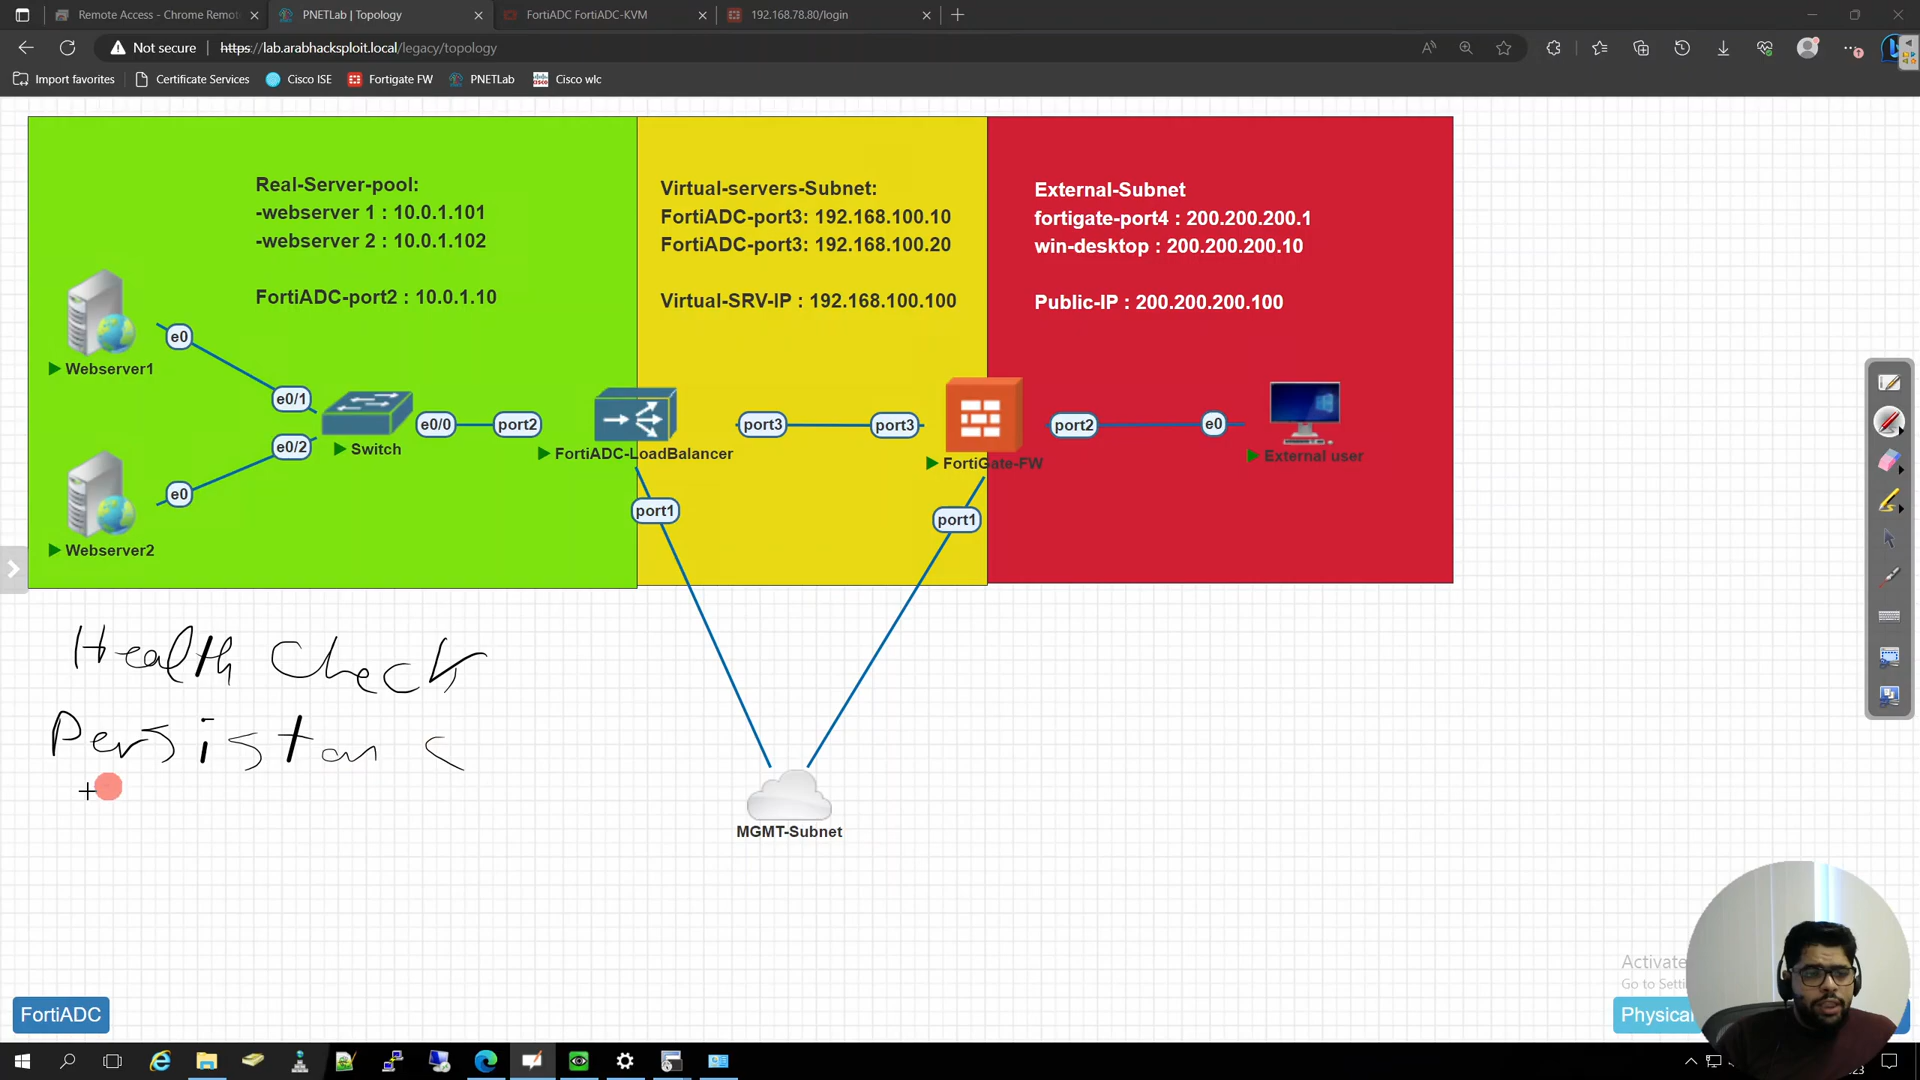 Remote Access - Chrome Remot
PNETLab | Topology
FortiADC FortiADC-KVM
192.168.78.80/login
Not secure
https://lab.arabhacksploit.local/legacy/topology
Import favorites
Certificate Services
Cisco ISE
Fortigate FW
PNETLab
Cisco wlc
Real-Server-pool:
-webserver 1 : 10.0.1.101
-webserver 2 : 10.0.1.102
FortiADC-port2 : 10.0.1.10
Virtual-servers-Subnet:
FortiADC-port3: 192.168.100.10
FortiADC-port3: 192.168.100.20
Virtual-SRV-IP : 192.168.100.100
External-Subnet
fortigate-port4 : 200.200.200.1
win-desktop : 200.200.200.10
Public-IP : 200.200.200.100
e0
Webserver1
e0/1
e0/0
port2
port3
port3
port2
e0
e0/2
Switch
FortiADC-LoadBalancer
FortiGate-FW
External user
e0
port1
port1
Webserver2
Health Check
Persistanc
MGMT-Subnet
Activate
Go to Setti
FortiADC
Physical
23